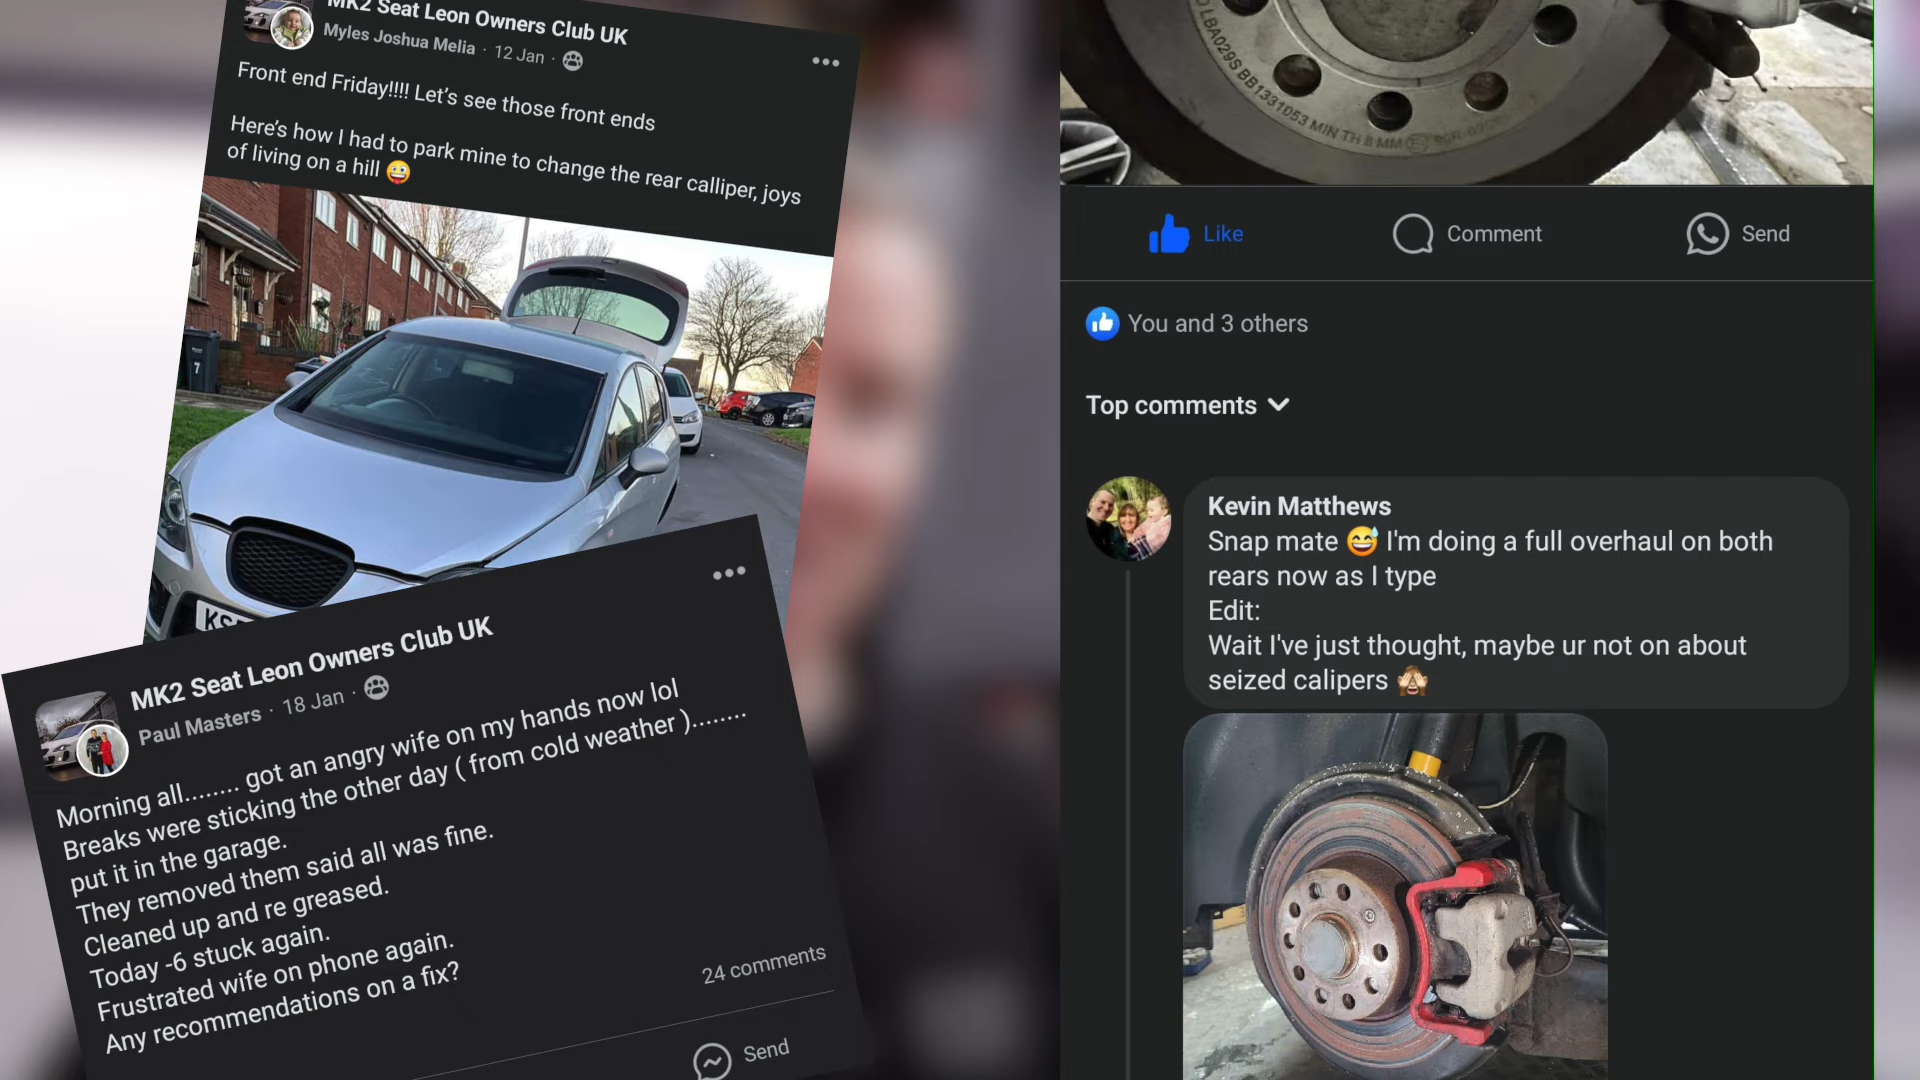 MK2 Seat Leon Owners Club UK
Myles Joshua Melia · 12 Jan ·
Front end Friday!!!! Let's see those front ends
Here's how I had to park mine to change the rear calliper, joys
of living on a hill 🤪
7
MK2 Seat Leon Owners Club UK
Paul Masters · 18 Jan ·
Morning all........ got an angry wife on my hands now lol
Breaks were sticking the other day ( from cold weather )........
put it in the garage.
They removed them said all was fine.
Cleaned up and re greased.
Today -6 stuck again.
Frustrated wife on phone again.
Any recommendations on a fix?
24 comments
Send
MIN TH 8 MM
Like
Comment
Send
You and 3 others
Top comments
Kevin Matthews
Snap mate 😅 I'm doing a full overhaul on both
rears now as I type
Edit:
Wait I've just thought, maybe ur not on about
seized calipers 🙈